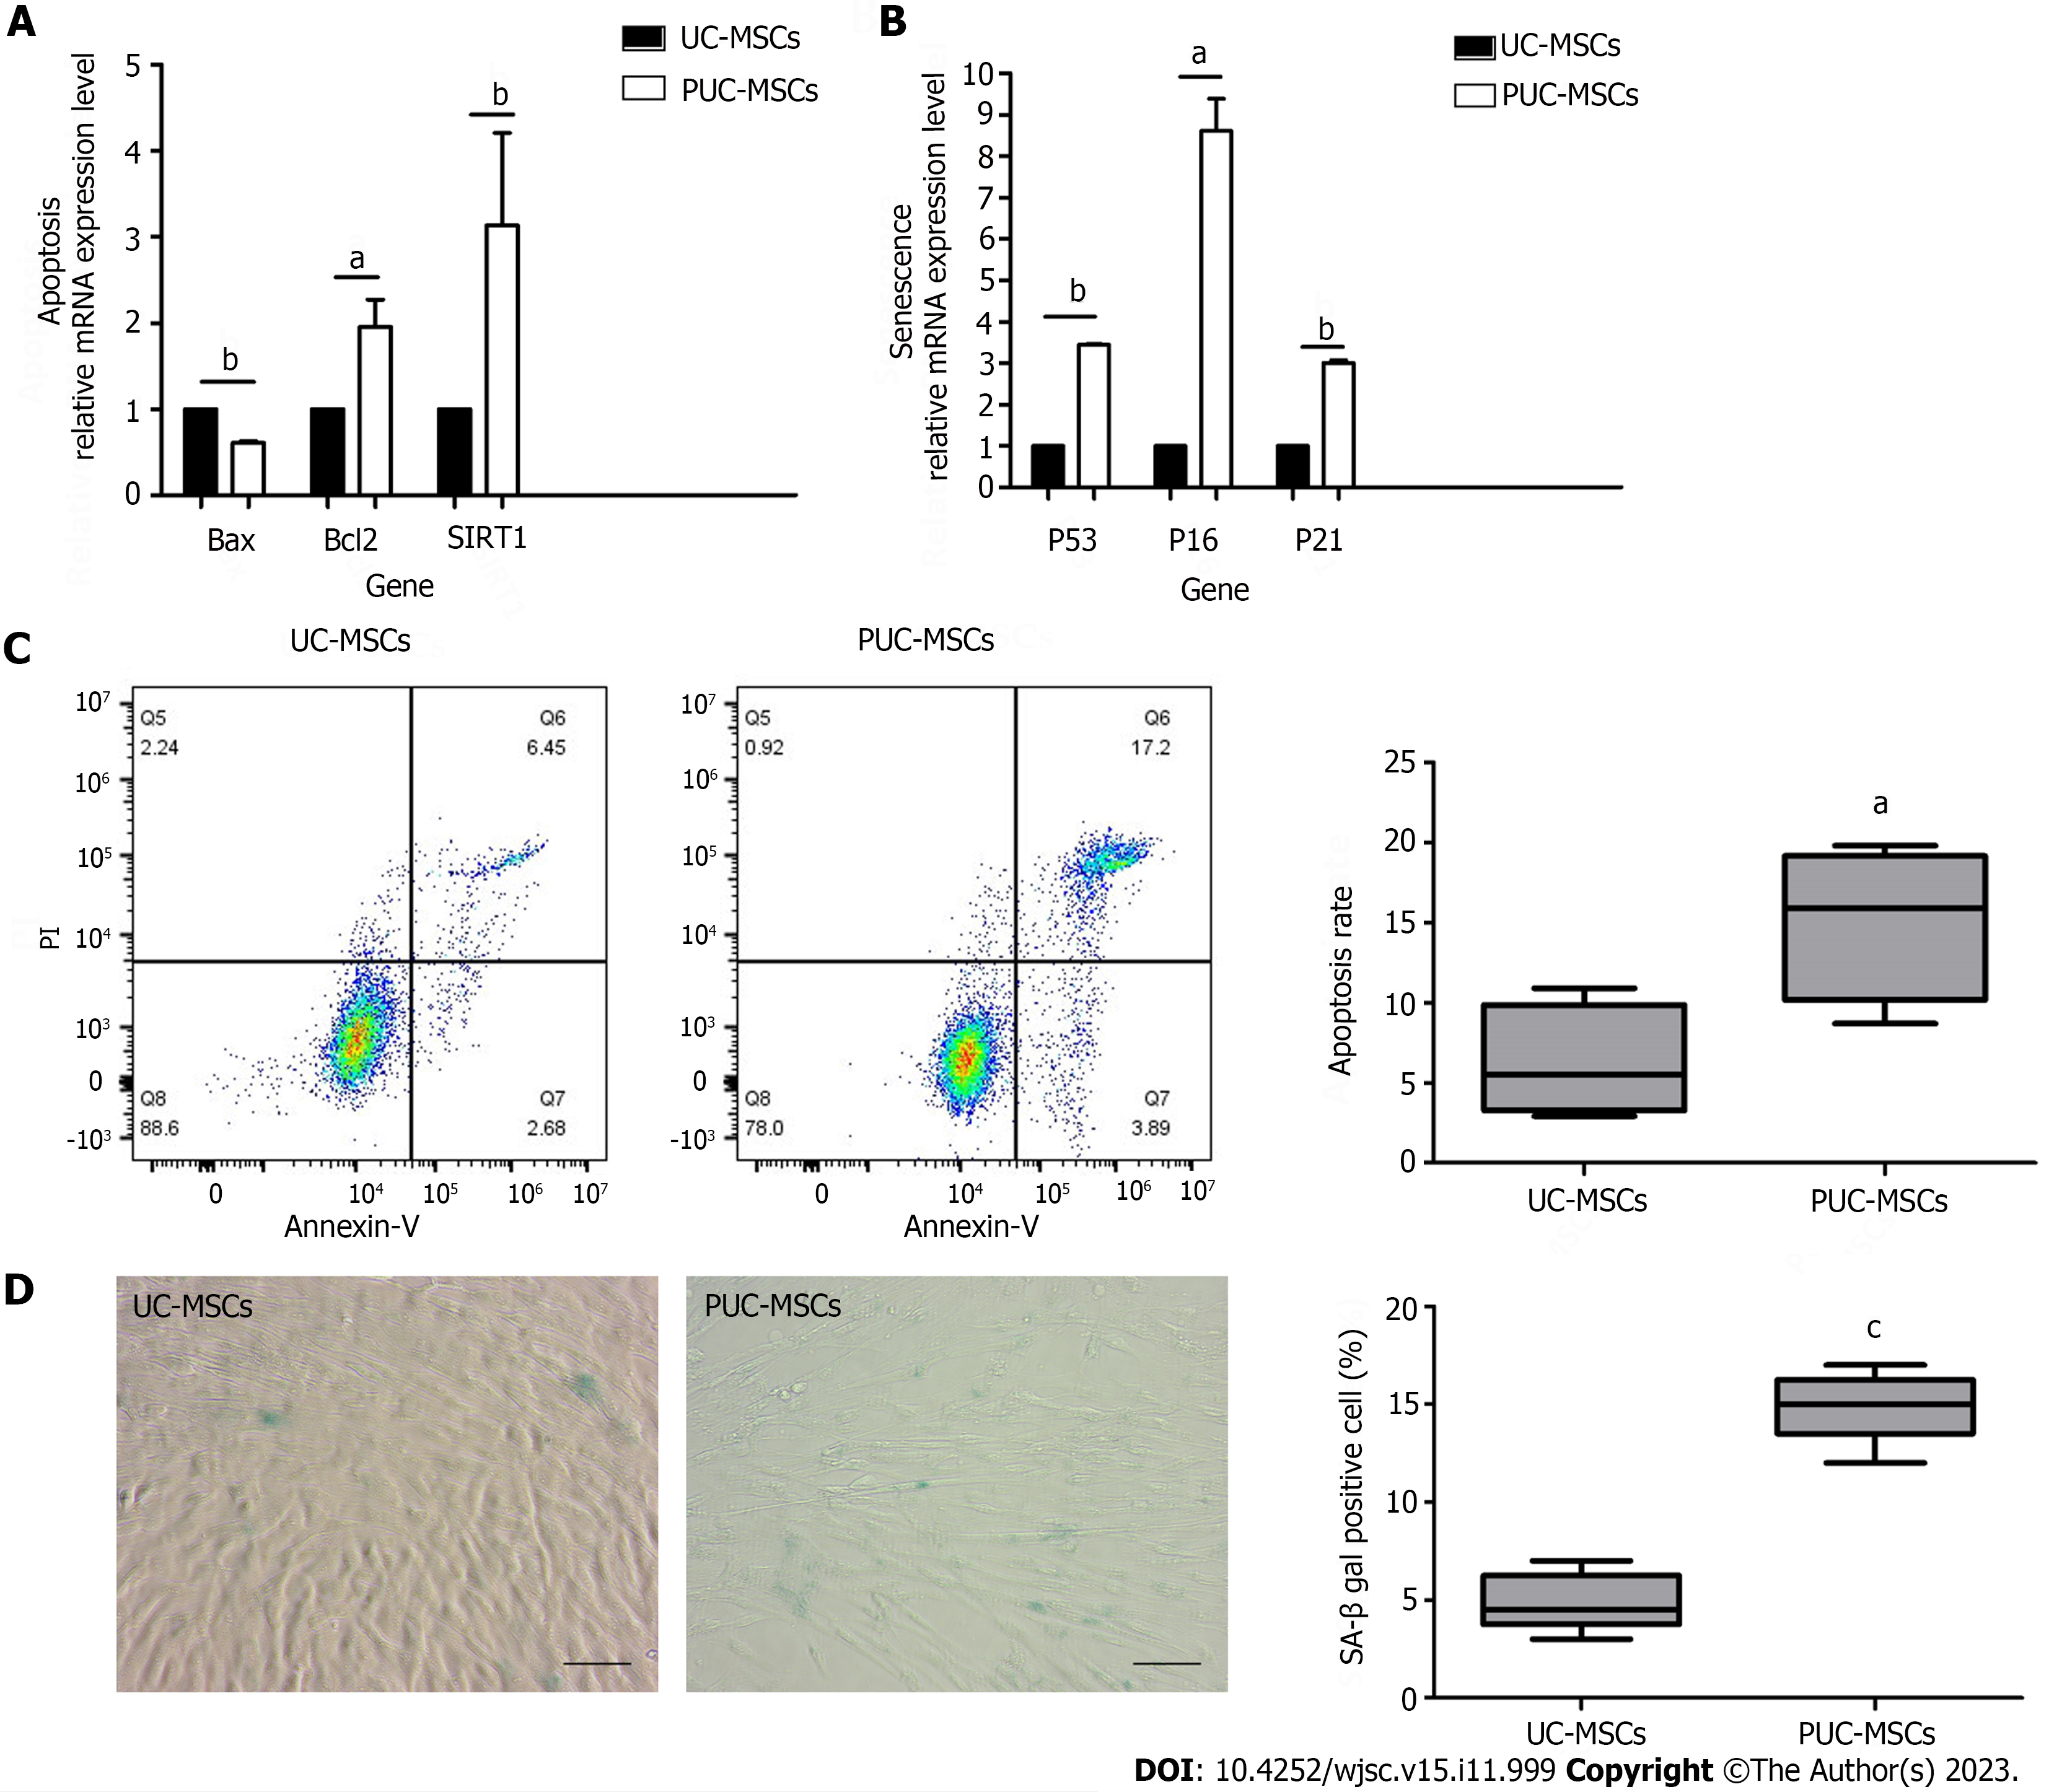 A
Apoptosis
relative mRNA expression level
5
4
3
2
1
0
b
a
b
UC-MSCs
PUC-MSCs
Bax Bcl2 SIRT1
Gene
B
Senescence
relative mRNA expression level
10
9
8
7
6
5
4
3
2
1
0
b
a
b
UC-MSCs
PUC-MSCs
P53 P16 P21
Gene
C
UC-MSCs
PI
10⁷
10⁶
10⁵
10⁴
10³
0
-10³
Q5
2.24
Q6
6.45
Q8
88.6
Q7
2.68
0 10⁴ 10⁵ 10⁶ 10⁷
Annexin-V
PUC-MSCs
10⁷
10⁶
10⁵
10⁴
10³
0
-10³
Q5
0.92
Q6
17.2
Q8
78.0
Q7
3.89
0 10⁴ 10⁵ 10⁶ 10⁷
Annexin-V
Apoptosis rate
25
20
15
10
5
0
a
UC-MSCs PUC-MSCs
D
UC-MSCs
PUC-MSCs
SA-β gal positive cell (%)
20
15
10
5
0
c
UC-MSCs PUC-MSCs
DOI: 10.4252/wjsc.v15.i11.999 Copyright ©The Author(s) 2023.